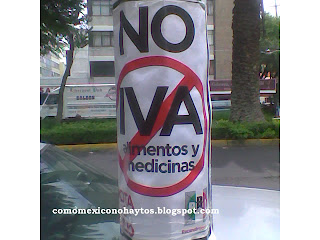 NO
IVA
alimentos y
medicinas
comomexiconohaytos.blogspot.com